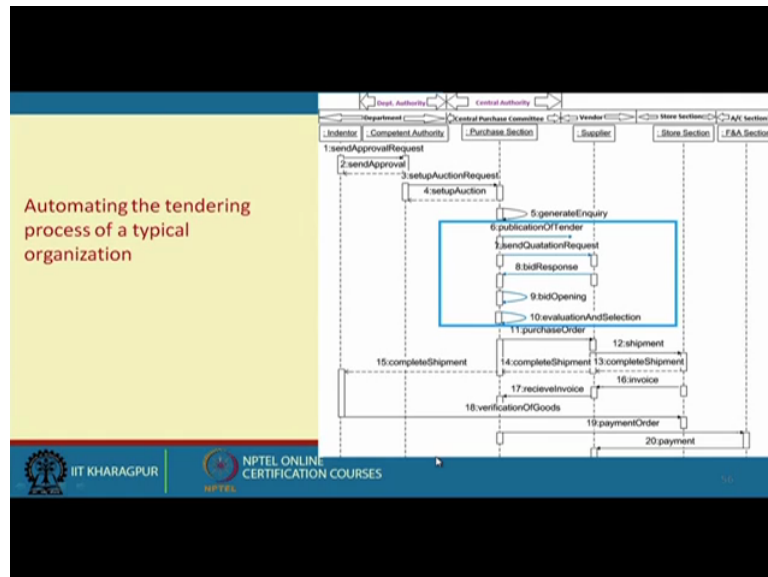 Dept. Authority Central Authority
Department Central Purchase Committee Vendor Store Section A/C Section
: Indentor : Competent Authority : Purchase Section : Supplier : Store Section : F&A Section
1:sendApprovalRequest
2:sendApproval
3:setupAuctionRequest
4:setupAuction
5:generateEnquiry
6:publicationOfTender
7:sendQuatationRequest
8:bidResponse
9:bidOpening
10:evaluationAndSelection
11:purchaseOrder
12:shipment
15:completeShipment 14:completeShipment 13:completeShipment
16:invoice
17:recieveInvoice
18:verificationOfGoods
19:paymentOrder
20:payment
Automating the tendering
process of a typical
organization
IIT KHARAGPUR
NPTEL
NPTEL ONLINE
CERTIFICATION COURSES